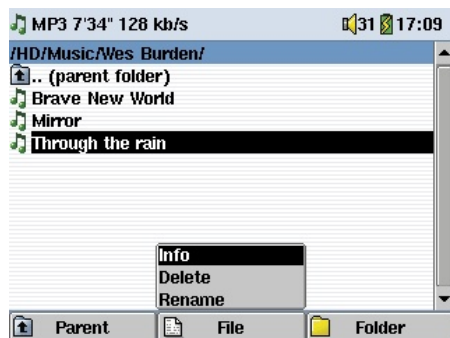 MP3 7'34" 128 kb/s 31 17:09
/HD/Music/Wes Burden/
.. (parent folder)
Brave New World
Mirror
Through the rain
Info
Delete
Rename
Parent File Folder